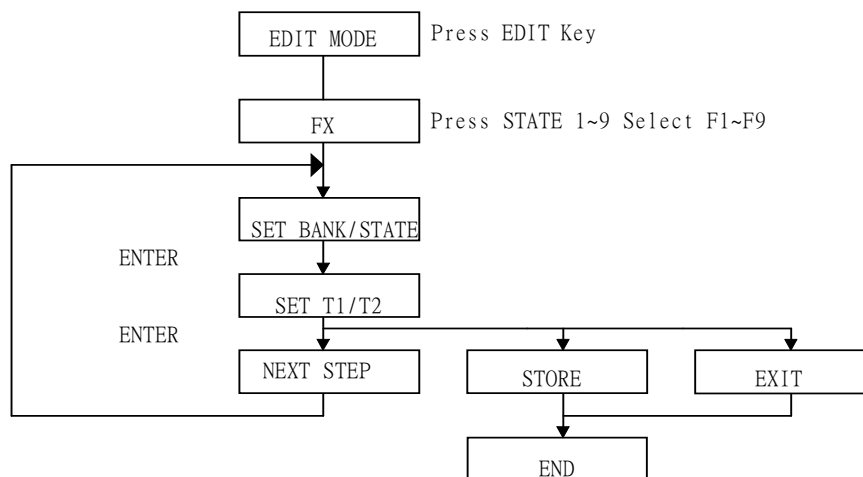 EDIT MODE
Press EDIT Key
FX
Press STATE 1~9 Select F1~F9
SET BANK/STATE
ENTER
SET T1/T2
ENTER
NEXT STEP
STORE
EXIT
END